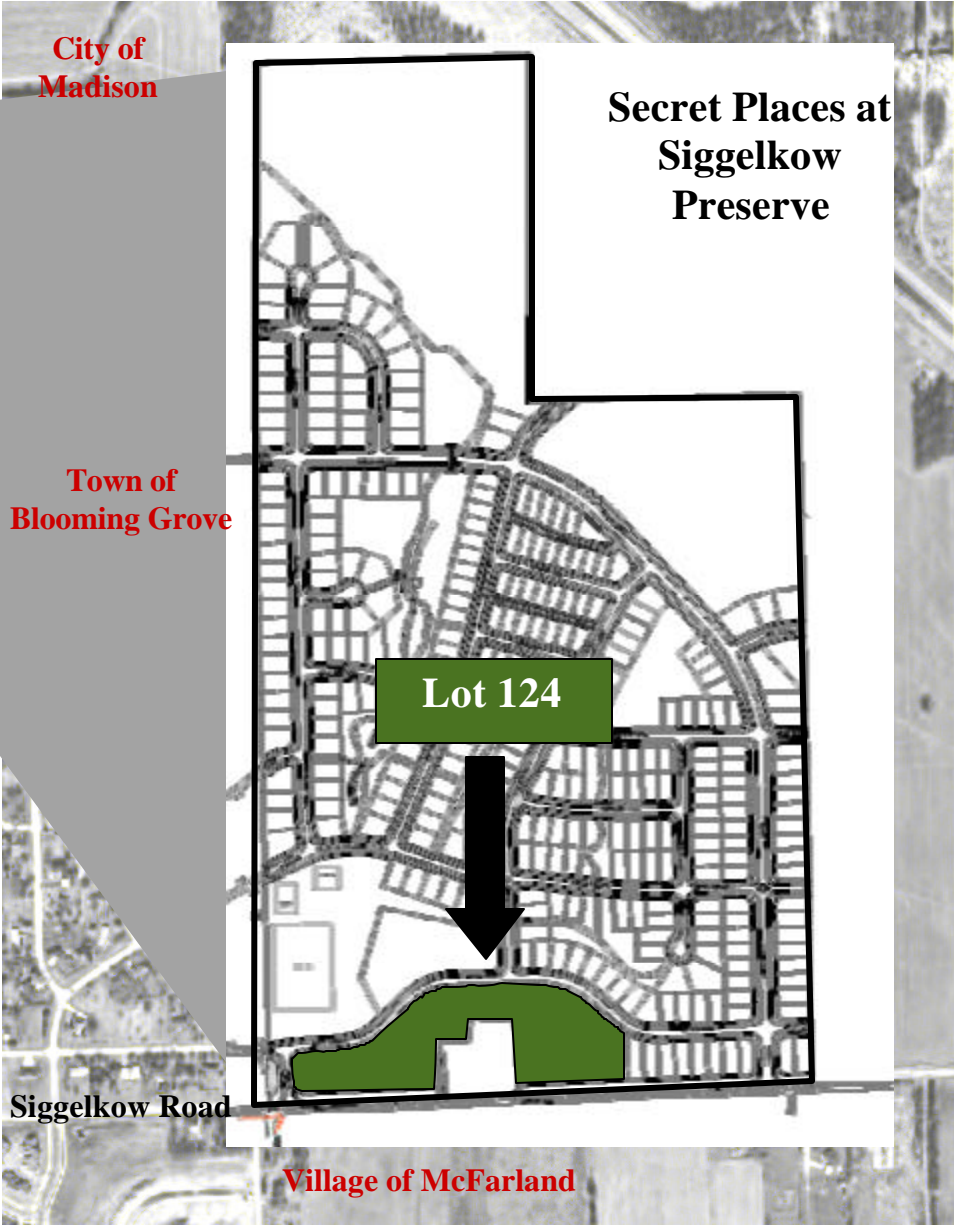 City of
Madison
Secret Places at
Siggelkow
Preserve
Town of
Blooming Grove
Lot 124
Siggelkow Road
Village of McFarland